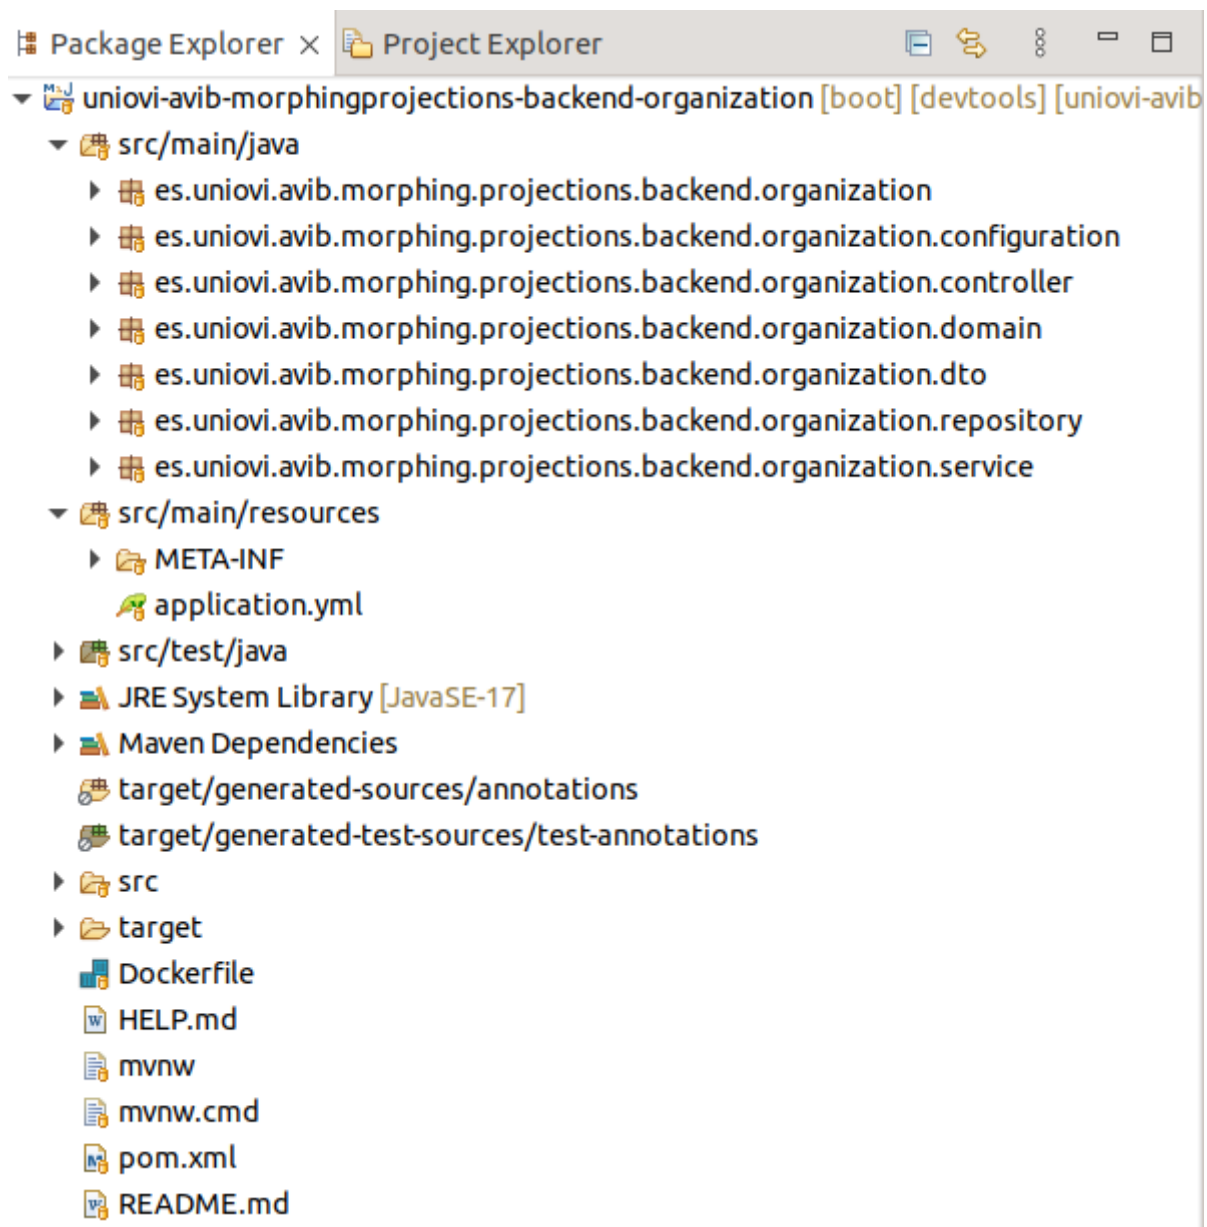 Package Explorer Project Explorer
uniovi-avib-morphingprojections-backend-organization [boot] [devtools] [uniovi-avib
src/main/java
es.uniovi.avib.morphing.projections.backend.organization
es.uniovi.avib.morphing.projections.backend.organization.configuration
es.uniovi.avib.morphing.projections.backend.organization.controller
es.uniovi.avib.morphing.projections.backend.organization.domain
es.uniovi.avib.morphing.projections.backend.organization.dto
es.uniovi.avib.morphing.projections.backend.organization.repository
es.uniovi.avib.morphing.projections.backend.organization.service
src/main/resources
META-INF
application.yml
src/test/java
JRE System Library [JavaSE-17]
Maven Dependencies
target/generated-sources/annotations
target/generated-test-sources/test-annotations
src
target
Dockerfile
HELP.md
mvnw
mvnw.cmd
pom.xml
README.md